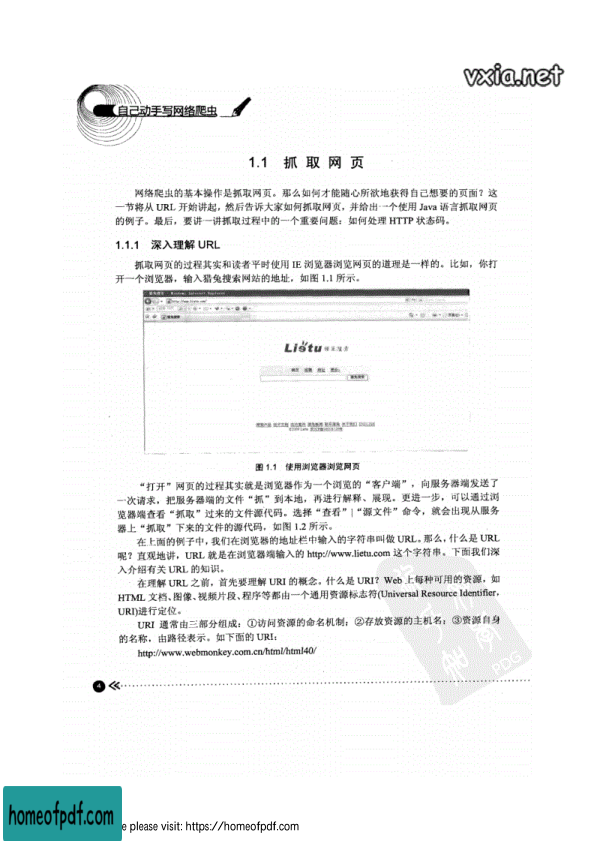 vxia.net
自己动手写网络爬虫
1.1 抓取网页
网络爬虫的基本操作是抓取网页。那么如何才能随心所欲地获得自己想要的页面？这
一节将从 URL 开始讲起，然后告诉大家如何抓取网页，并给出一个使用 Java 语言抓取网页
的例子。最后，要讲一讲抓取过程中的一个重要问题：如何处理 HTTP 状态码。
1.1.1 深入理解 URL
抓取网页的过程其实和读者平时使用 IE 浏览器浏览网页的道理是一样的。比如，你打
开一个浏览器，输入猎兔搜索网站的地址，如图 1.1 所示。
Lietu
图 1.1 使用浏览器浏览网页
“打开”网页的过程其实就是浏览器作为一个浏览的“客户端”，向服务器端发送了
一次请求，把服务器端的文件“抓”到本地，再进行解释、展现。更进一步，可以通过浏
览器端查看“抓取”过来的文件源代码。选择“查看”|“源文件”命令，就会出现从服务
器上“抓取”下来的文件的源代码，如图 1.2 所示。
在上面的例子中，我们在浏览器的地址栏中输入的字符串叫做 URL。那么，什么是 URL
呢？直观地讲，URL 就是在浏览器端输入的 http://www.lietu.com 这个字符串。下面我们深
入介绍有关 URL 的知识。
在理解 URL 之前，首先要理解 URI 的概念。什么是 URI？Web 上每种可用的资源，如
HTML 文档、图像、视频片段、程序等都由一个通用资源标志符(Universal Resource Identifier,
URI)进行定位。
URI 通常由三部分组成：①访问资源的命名机制；②存放资源的主机名；③资源自身
的名称，由路径表示。如下面的 URI：
http://www.webmonkey.com.cn/html/html40/
PDG
4
homeofpdf.com
e please visit: https://homeofpdf.com